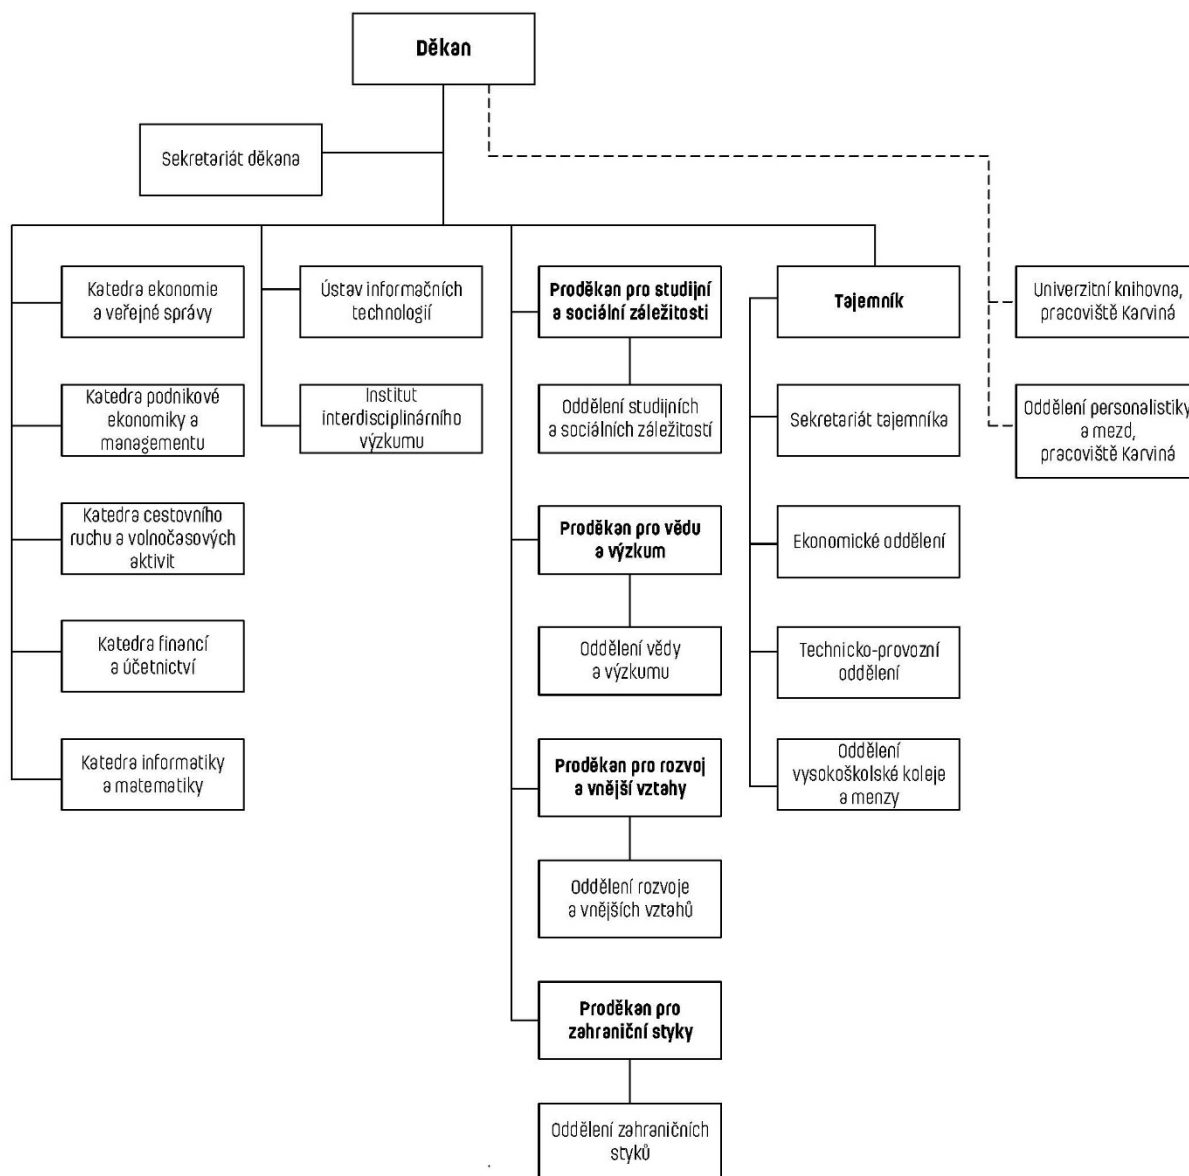 Děkan
Sekretariát děkana
Katedra ekonomie
a veřejné správy
Katedra podnikové
ekonomiky a
managementu
Katedra cestovního
ruchu a volnočasových
aktivit
Katedra financí
a účetnictví
Katedra informatiky
a matematiky
Ústav informačních
technologií
Institut
interdisciplinárního
výzkumu
Proděkan pro studijní
a sociální záležitosti
Oddělení studijních
a sociálních záležitostí
Proděkan pro vědu
a výzkum
Oddělení vědy
a výzkumu
Proděkan pro rozvoj
a vnější vztahy
Oddělení rozvoje
a vnějších vztahů
Proděkan pro
zahraniční styky
Oddělení zahraničních
styků
Tajemník
Sekretariát tajemníka
Ekonomické oddělení
Technicko-provozní
oddělení
Oddělení
vysokoškolské koleje
a menzy
Univerzitní knihovna,
pracoviště Karviná
Oddělení personalistiky
a mezd,
pracoviště Karviná